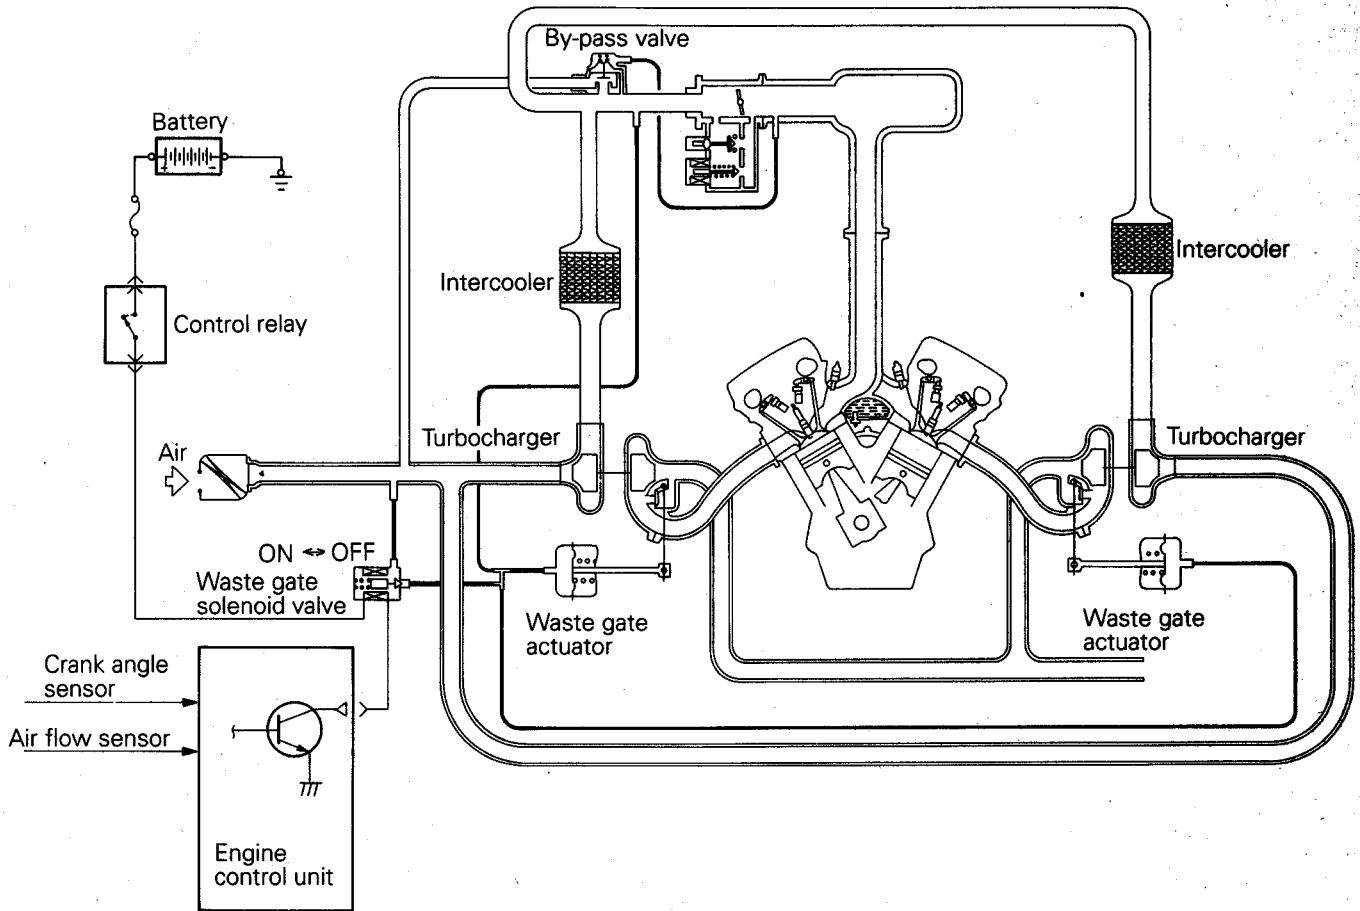 By-pass valve
Battery
Intercooler
Intercooler
Control relay
Turbocharger
Turbocharger
Air
ON ↔ OFF
Waste gate
solenoid valve
Waste gate
actuator
Waste gate
actuator
Crank angle
sensor
Air flow sensor
Engine
control unit